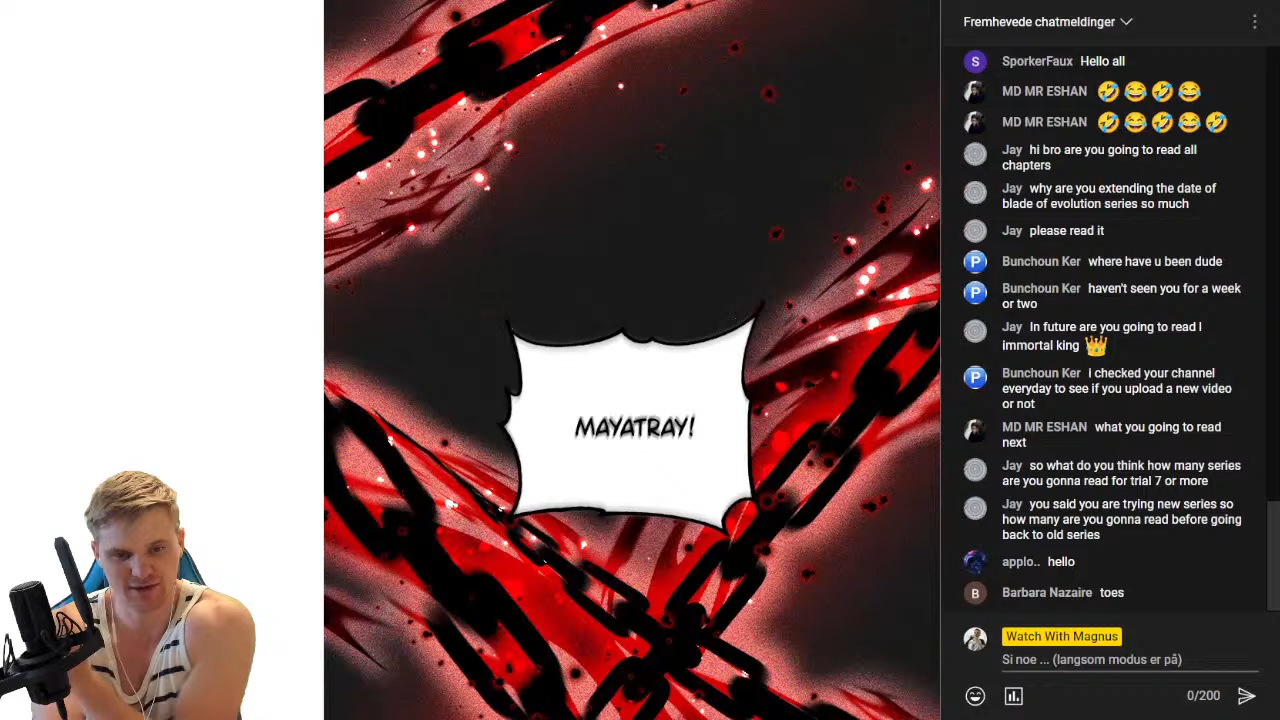 MAYATRAY!
Fremhevede chatmeldinger
SporkerFaux Hello all
MD MR ESHAN 🤣😂🤣😂
MD MR ESHAN 🤣😂🤣😂🤣
Jay hi bro are you going to read all
chapters
Jay why are you extending the date of
blade of evolution series so much
Jay please read it
Bunchoun Ker where have u been dude
Bunchoun Ker haven't seen you for a week
or two
Jay In future are you going to read I
immortal king 👑
Bunchoun Ker I checked your channel
everyday to see if you upload a new video
or not
MD MR ESHAN what you going to read
next
Jay so what do you think how many series
are you gonna read for trial 7 or more
Jay you said you are trying new series so
how many are you gonna read before going
back to old series
applo.. hello
Barbara Nazaire toes
Watch With Magnus
Si noe ... (langsom modus er på)
0/200